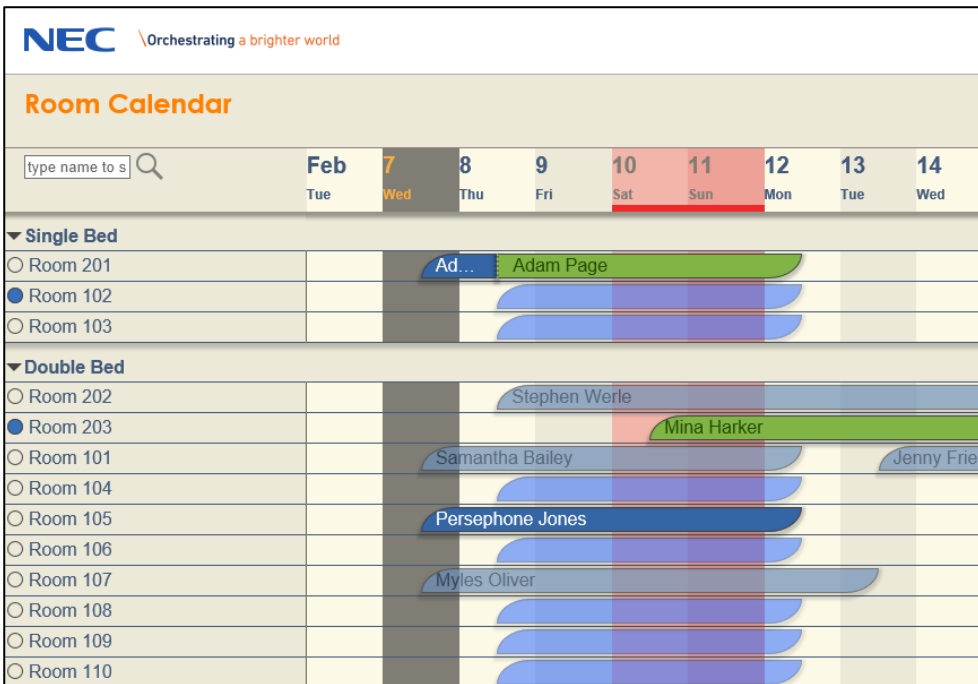 NEC \Orchestrating a brighter world
Room Calendar
type name to s
Feb 7 8 9 10 11 12 13 14
Tue Wed Thu Fri Sat Sun Mon Tue Wed
Single Bed
Room 201 Ad... Adam Page
Room 102
Room 103
Double Bed
Room 202 Stephen Werle
Room 203 Mina Harker
Room 101 Samantha Bailey Jenny Frie
Room 104
Room 105 Persephone Jones
Room 106
Room 107 Myles Oliver
Room 108
Room 109
Room 110